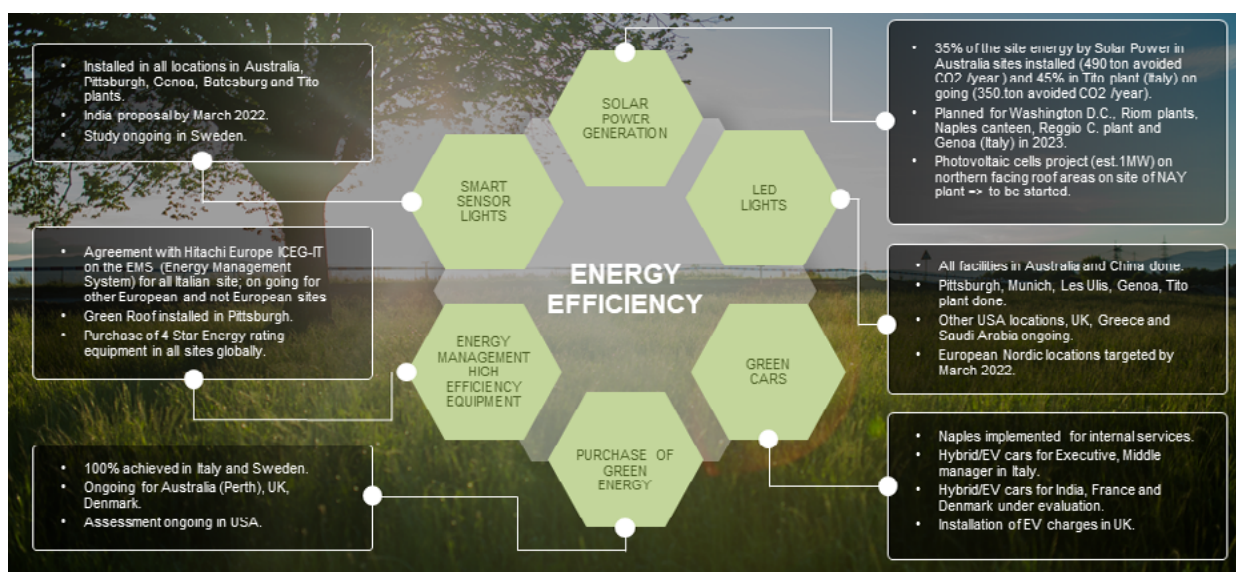 • Installed in all locations in Australia,
Pittsburgh, Genoa, Batesburg and Tito
plants.
• India proposal by March 2022.
• Study ongoing in Sweden.
• Agreement with Hitachi Europe ICEG-IT
on the EMS (Energy Management
System) for all Italian site; on going for
other European and not European sites
• Green Roof installed in Pittsburgh.
• Purchase of 4 Star Energy rating
equipment in all sites globally.
• 100% achieved in Italy and Sweden.
• Ongoing for Australia (Perth), UK,
Denmark.
• Assessment ongoing in USA.
SOLAR
POWER
GENERATION
SMART
SENSOR
LIGHTS
LED
LIGHTS
ENERGY
EFFICIENCY
ENERGY
MANAGEMENT
HIGH
EFFICIENCY
EQUIPMENT
GREEN
CARS
PURCHASE OF
GREEN
ENERGY
• 35% of the site energy by Solar Power in
Australia sites installed (490 ton avoided
CO2 /year ) and 45% in Tito plant (Italy) on
going (350.ton avoided CO2 /year).
• Planned for Washington D.C., Riom plants,
Naples canteen, Reggio C. plant and
Genoa (Italy) in 2023.
• Photovoltaic cells project (est.1MW) on
northern facing roof areas on site of NAY
plant => to be started.
• All facilities in Australia and China done.
• Pittsburgh, Munich, Les Ulis, Genoa, Tito
plant done.
• Other USA locations, UK, Greece and
Saudi Arabia ongoing.
• European Nordic locations targeted by
March 2022.
• Naples implemented for internal services.
• Hybrid/EV cars for Executive, Middle
manager in Italy.
• Hybrid/EV cars for India, France and
Denmark under evaluation.
• Installation of EV charges in UK.